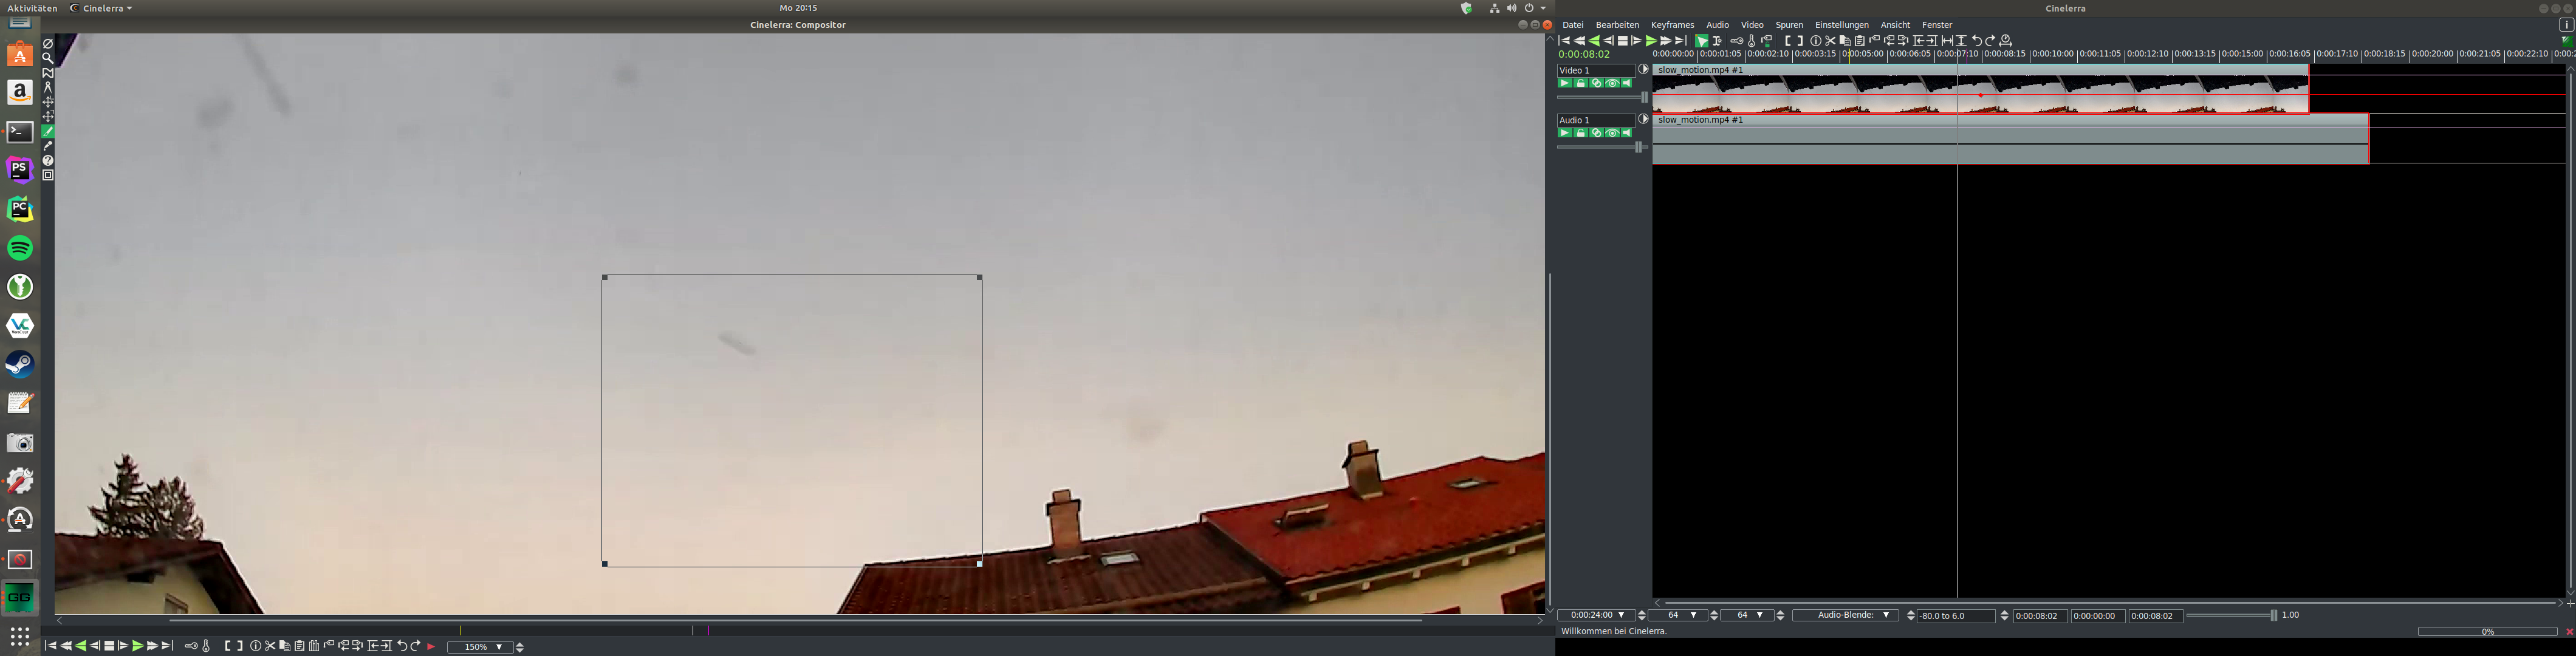 Aktivitäten
Cinelerra
Mo 20:15
Cinelerra: Compositor
Cinelerra
Datei Bearbeiten Keyframes Audio Video Spuren Einstellungen Ansicht Fenster
0:00:08:02
0:00:00:00 0:00:01:05 0:00:02:10 0:00:03:15 0:00:05:00 0:00:06:05 0:00:07:10 0:00:08:15 0:00:10:00 0:00:11:05 0:00:12:10 0:00:13:15 0:00:15:00 0:00:16:05 0:00:17:10 0:00:18:15 0:00:20:00 0:00:21:05 0:00:22:10
Video 1
slow_motion.mp4 #1
Audio 1
slow_motion.mp4 #1
a
PS
PC
GG
150%
0:00:24:00 64 64 Audio-Blende: -80.0 to 6.0 0:00:08:02 0:00:00:00 0:00:08:02 1.00
Willkommen bei Cinelerra.
0%